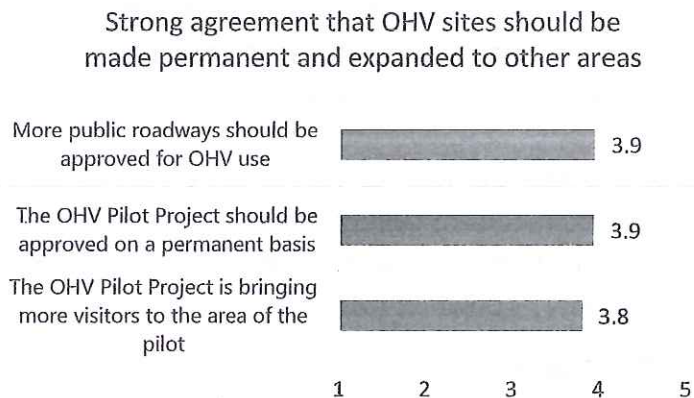 Strong agreement that OHV sites should be
made permanent and expanded to other areas
More public roadways should be
approved for OHV use
3.9
The OHV Pilot Project should be
approved on a permanent basis
3.9
The OHV Pilot Project is bringing
more visitors to the area of the
pilot
3.8
1 2 3 4 5